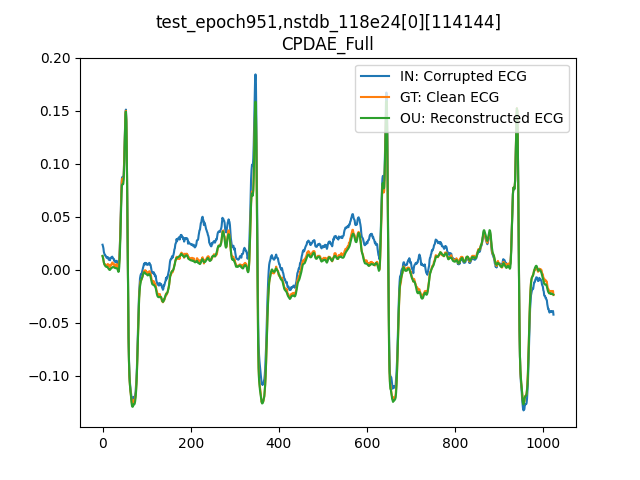 test_epoch951,nstdb_118e24[0][114144]
CPDAE_Full
IN: Corrupted ECG
GT: Clean ECG
OU: Reconstructed ECG
0.20
0.15
0.10
0.05
0.00
−0.05
−0.10
0 200 400 600 800 1000